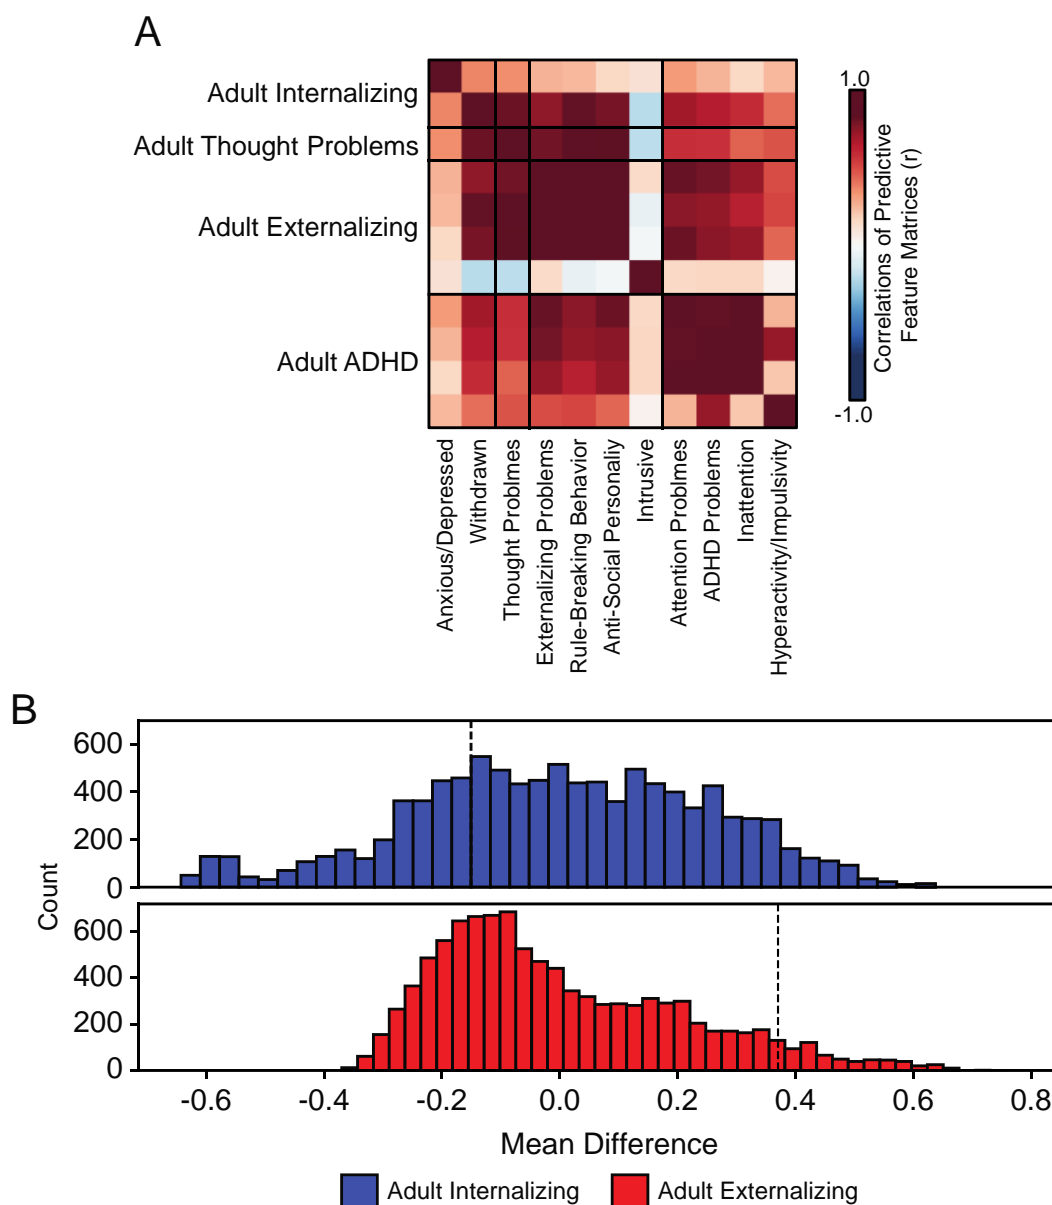 A
Adult Internalizing
Adult Thought Problems
Adult Externalizing
Adult ADHD
1.0
-1.0
Correlations of Predictive
Feature Matrices (r)
Anxious/Depressed
Withdrawn
Thought Problmes
Externalizing Problems
Rule-Breaking Behavior
Anti-Social Personaliy
Intrusive
Attention Problmes
ADHD Problems
Inattention
Hyperactivity/Impulsivity
B
600
400
200
0
Count
600
400
200
0
-0.6 -0.4 -0.2 0.0 0.2 0.4 0.6 0.8
Mean Difference
Adult Internalizing Adult Externalizing